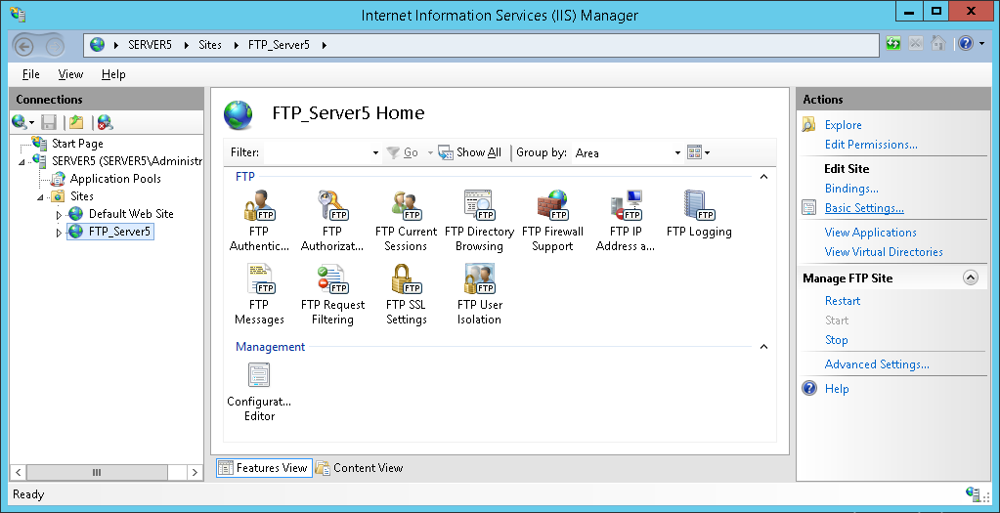 Internet Information Services (IIS) Manager
SERVER5 Sites FTP_Server5
File View Help
Connections
Start Page
SERVER5 (SERVER5\Administr
Application Pools
Sites
Default Web Site
FTP_Server5
FTP_Server5 Home
Filter: Go Show All Group by: Area
FTP
FTP Authentic...
FTP Authorizat...
FTP Current Sessions
FTP Directory Browsing
FTP Firewall Support
FTP IP Address a...
FTP Logging
FTP Messages
FTP Request Filtering
FTP SSL Settings
FTP User Isolation
Management
Configurat... Editor
Features View Content View
Actions
Explore
Edit Permissions...
Edit Site
Bindings...
Basic Settings...
View Applications
View Virtual Directories
Manage FTP Site
Restart
Start
Stop
Advanced Settings...
Help
Ready